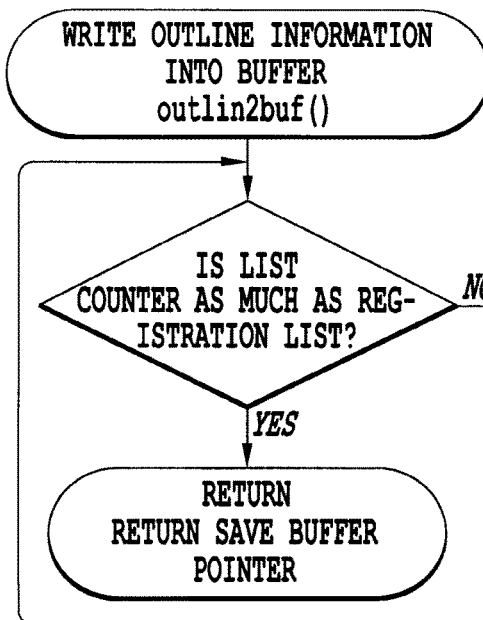 WRITE OUTLINE INFORMATION
INTO BUFFER
outlin2buf()
IS LIST
COUNTER AS MUCH AS REG-
ISTRATION LIST?
YES
RETURN
RETURN SAVE BUFFER
POINTER